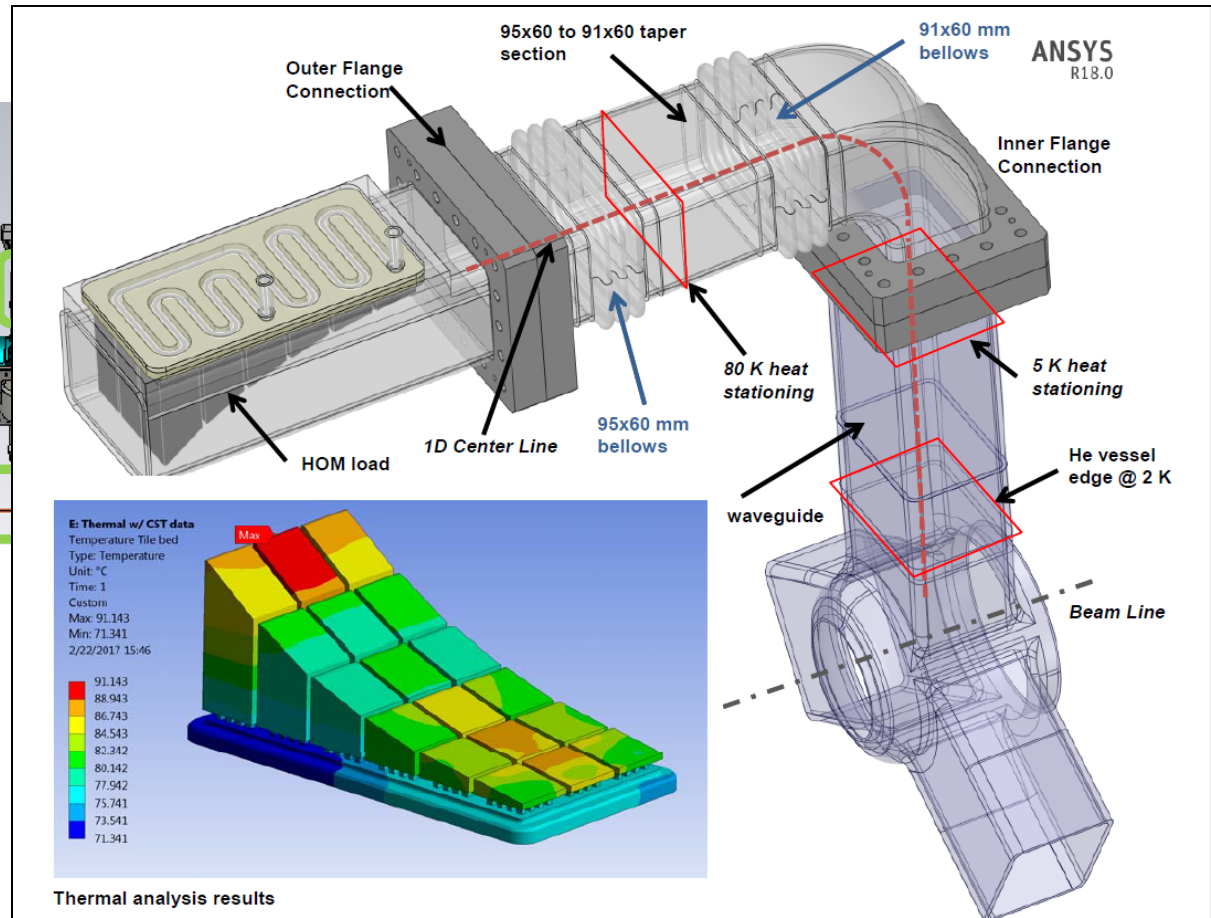 95x60 to 91x60 taper
section
91x60 mm
bellows
ANSYS
R18.0
Outer Flange
Connection
Inner Flange
Connection
80 K heat
stationing
5 K heat
stationing
95x60 mm
bellows
1D Center Line
HOM load
He vessel
edge @ 2 K
waveguide
Beam Line
E: Thermal w/ CST data
Temperature Tile bed
Type: Temperature
Unit: °C
Time: 1
Custom
Max: 91.143
Min: 71.341
2/22/2017 15:46
Max
91.143
88.943
86.743
84.543
82.342
80.142
77.942
75.741
73.541
71.341
Thermal analysis results